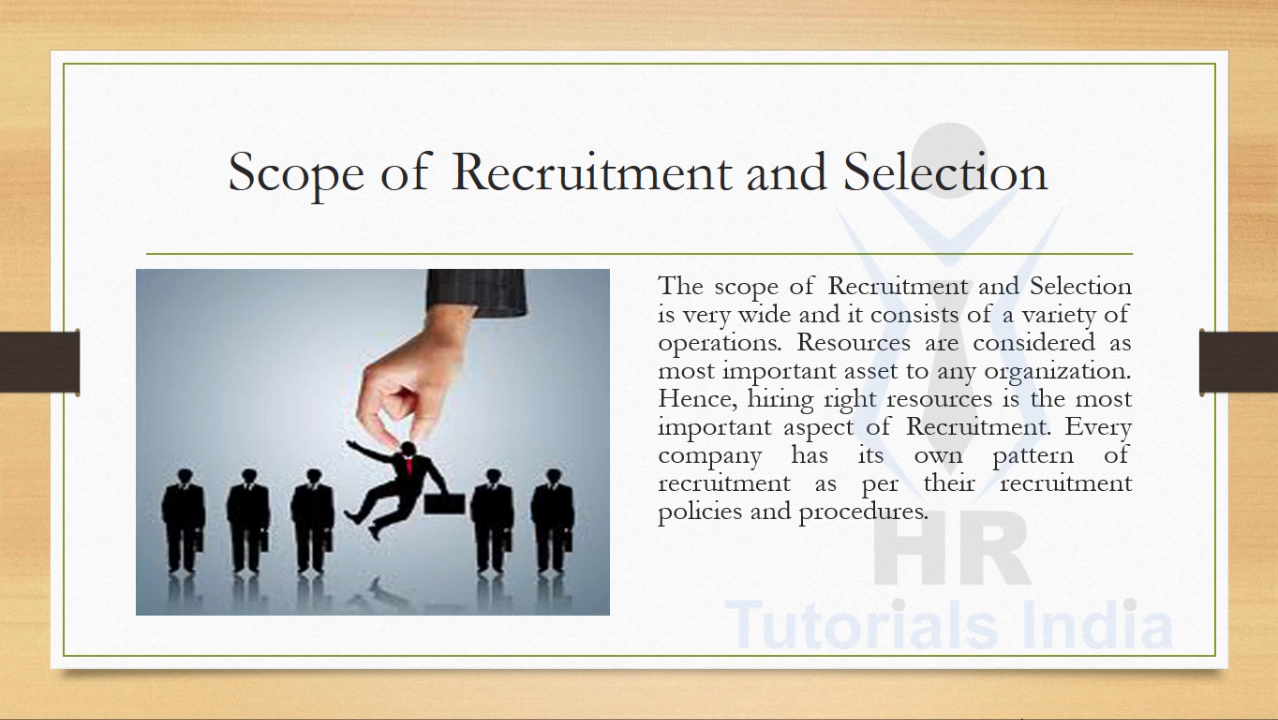 Scope of Recruitment and Selection
The scope of Recruitment and Selection
is very wide and it consists of a variety of
operations. Resources are considered as
most important asset to any organization.
Hence, hiring right resources is the most
important aspect of Recruitment. Every
company has its own pattern of
recruitment as per their recruitment
policies and procedures.
HR
Tutorials India